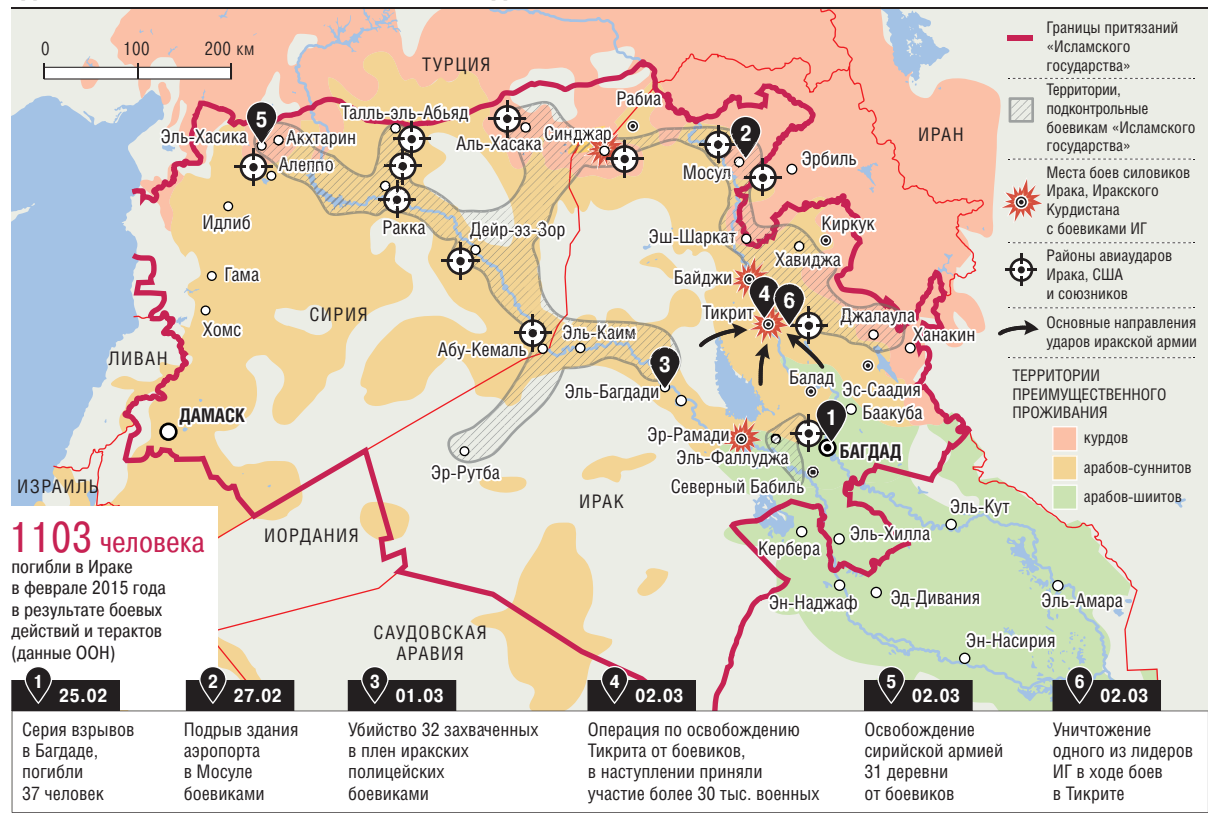 0 100 200 км
ТУРЦИЯ
ИРАН
СИРИЯ
ЛИВАН
ИЗРАИЛЬ
ИОРДАНИЯ
ИРАК
САУДОВСКАЯ
АРАВИЯ
5
Эль-Хасика
Акхтарин
Алеппо
Талль-эль-Абьяд
Аль-Хасака
Синджар
Рабиа
2
Мосул
Эрбиль
Идлиб
Ракка
Дейр-эз-Зор
Эш-Шаркат
Киркук
Хавиджа
Гама
Хомс
Байджи
4
6
Тикрит
Джалаула
Ханакин
Абу-Кемаль
Эль-Каим
3
Эль-Багдади
Балад
Эс-Саадия
Баакуба
ДАМАСК
1
БАГДАД
Эр-Рамади
Эль-Фаллуджа
Эр-Рутба
Северный Бабиль
Эль-Кут
Кербера
Эль-Хилла
Эн-Наджаф
Эд-Дивания
Эль-Амара
Эн-Насирия
Границы притязаний
«Исламского
государства»
Территории,
подконтрольные
боевикам «Исламского
государства»
Места боев силовиков
Ирака, Иракского
Курдистана
с боевиками ИГ
Районы авиаударов
Ирака, США
и союзников
Основные направления
ударов иракской армии
ТЕРРИТОРИИ
ПРЕИМУЩЕСТВЕННОГО
ПРОЖИВАНИЯ
курдов
арабов-суннитов
арабов-шиитов
1103 человека
погибли в Ираке
в феврале 2015 года
в результате боевых
действий и терактов
(данные ООН)
1 25.02
Серия взрывов
в Багдаде,
погибли
37 человек
2 27.02
Подрыв здания
аэропорта
в Мосуле
боевиками
3 01.03
Убийство 32 захваченных
в плен иракских
полицейских
боевиками
4 02.03
Операция по освобождению
Тикрита от боевиков,
в наступлении приняли
участие более 30 тыс. военных
5 02.03
Освобождение
сирийской армией
31 деревни
от боевиков
6 02.03
Уничтожение
одного из лидеров
ИГ в ходе боев
в Тикрите